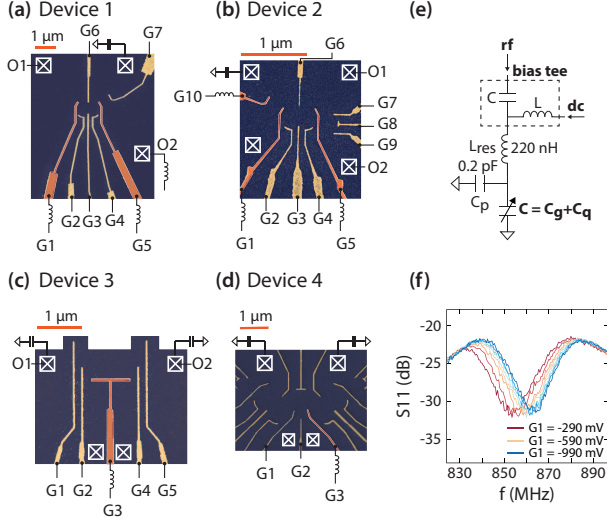 (a) Device 1
G6
G7
1 µm
O1
O2
G2
G3
G4
G1
G5
(b) Device 2
G6
1 µm
O1
G10
G7
G8
G9
O2
G2
G3
G4
G1
G5
(e)
rf
bias tee
C
L
dc
Lres
220 nH
0.2 pF
Cp
C = Cg+Cq
(c) Device 3
1 µm
O1
O2
G1
G2
G4
G5
G3
(d) Device 4
1 µm
G1
G2
G3
(f)
S11 (dB)
-20
-25
-30
-35
G1 = -290 mV
G1 = -590 mV
G1 = -990 mV
830
850
870
890
f (MHz)